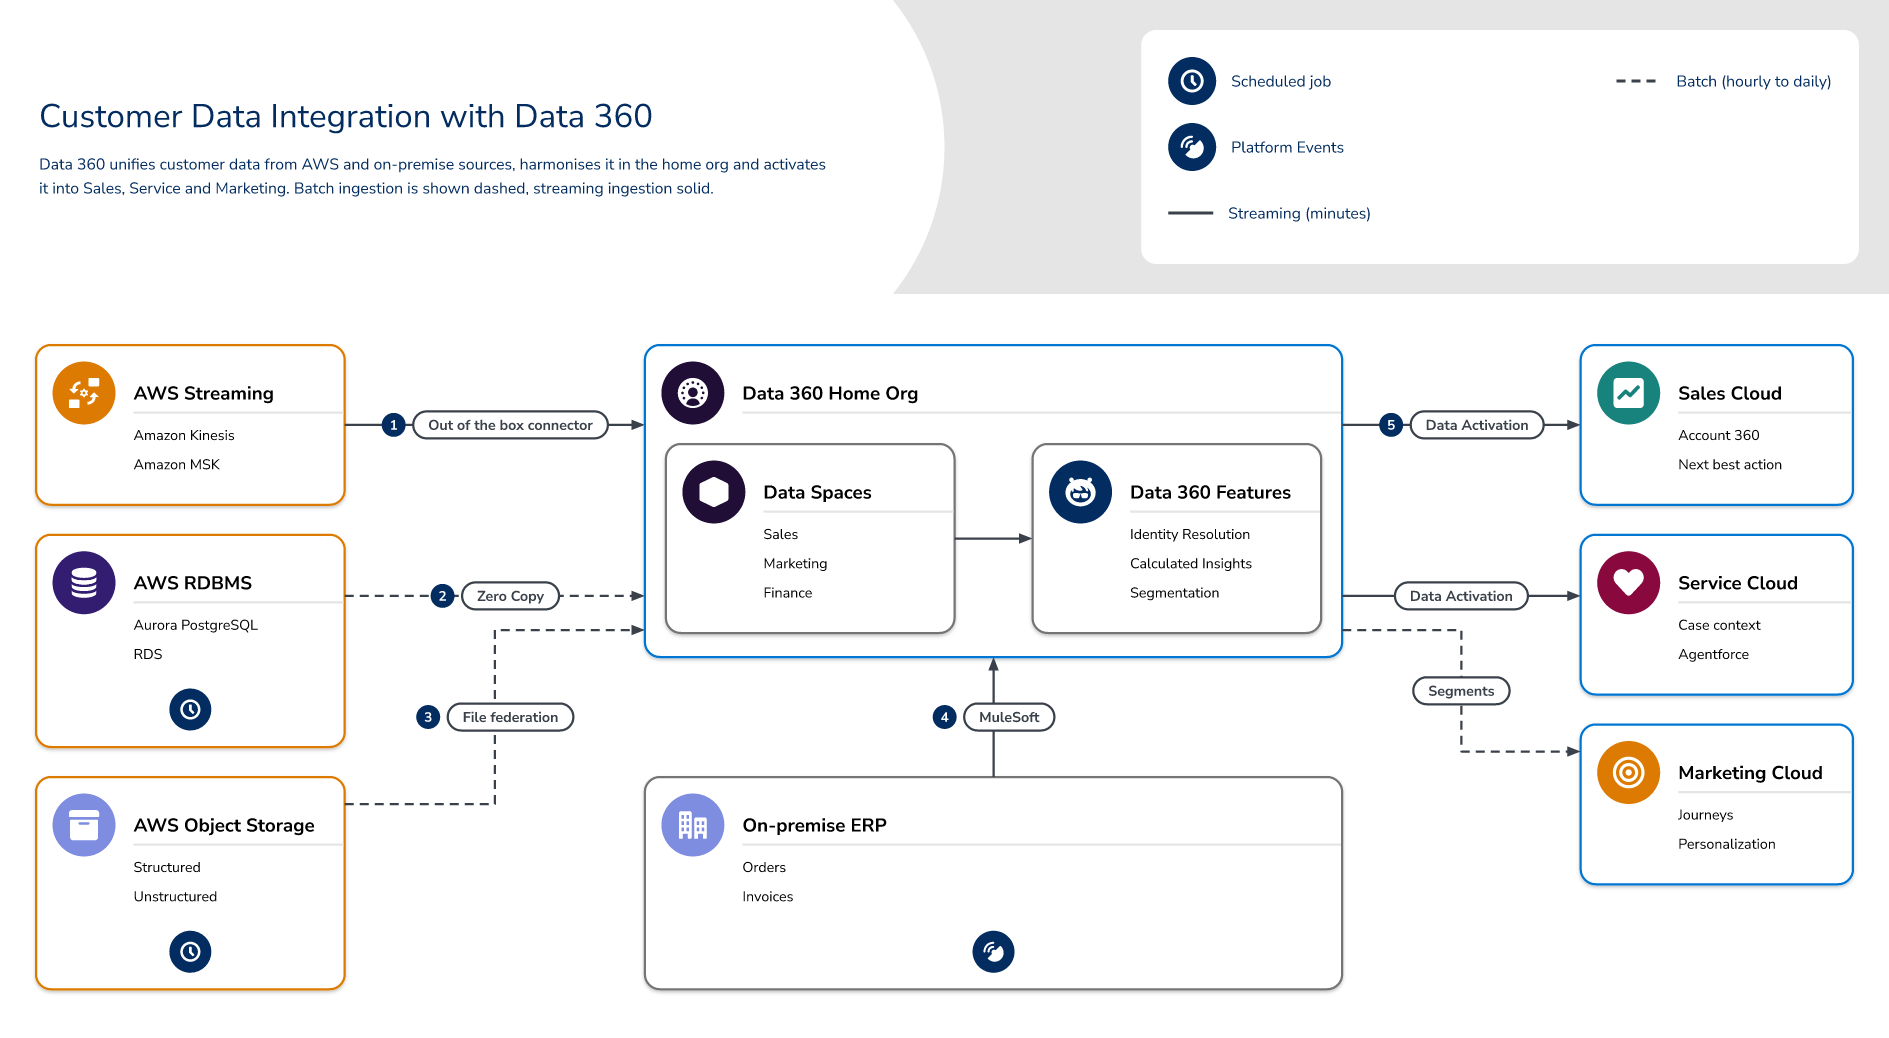 Customer Data Integration with Data 360
Data 360 unifies customer data from AWS and on-premise sources, harmonises it in the home org and activates
it into Sales, Service and Marketing. Batch ingestion is shown dashed, streaming ingestion solid.
Scheduled job
Platform Events
Streaming (minutes)
Batch (hourly to daily)
AWS Streaming
Amazon Kinesis
Amazon MSK
1
Out of the box connector
AWS RDBMS
Aurora PostgreSQL
RDS
2
Zero Copy
AWS Object Storage
Structured
Unstructured
3
File federation
Data 360 Home Org
Data Spaces
Sales
Marketing
Finance
Data 360 Features
Identity Resolution
Calculated Insights
Segmentation
4
MuleSoft
On-premise ERP
Orders
Invoices
5
Data Activation
Sales Cloud
Account 360
Next best action
Data Activation
Service Cloud
Case context
Agentforce
Segments
Marketing Cloud
Journeys
Personalization